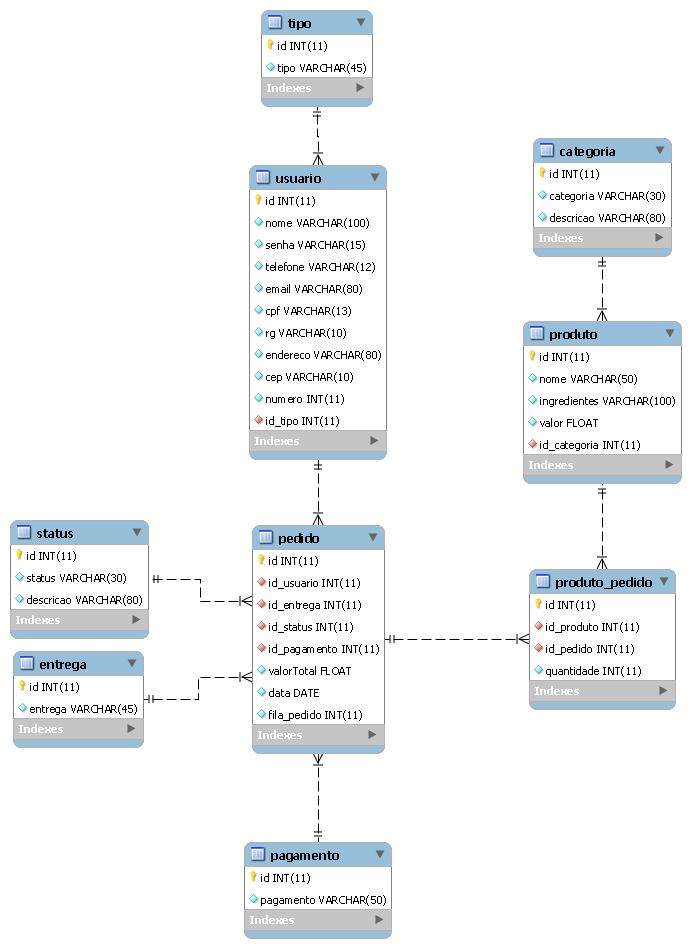 tipo
id INT(11)
tipo VARCHAR(45)
Indexes
usuario
id INT(11)
nome VARCHAR(100)
senha VARCHAR(15)
telefone VARCHAR(12)
email VARCHAR(80)
cpf VARCHAR(13)
rg VARCHAR(10)
endereco VARCHAR(80)
cep VARCHAR(10)
numero INT(11)
id_tipo INT(11)
Indexes
categoria
id INT(11)
categoria VARCHAR(30)
descricao VARCHAR(80)
Indexes
produto
id INT(11)
nome VARCHAR(50)
ingredientes VARCHAR(100)
valor FLOAT
id_categoria INT(11)
Indexes
status
id INT(11)
status VARCHAR(30)
descricao VARCHAR(80)
Indexes
entrega
id INT(11)
entrega VARCHAR(45)
Indexes
pedido
id INT(11)
id_usuario INT(11)
id_entrega INT(11)
id_status INT(11)
id_pagamento INT(11)
valorTotal FLOAT
data DATE
fila_pedido INT(11)
Indexes
produto_pedido
id INT(11)
id_produto INT(11)
id_pedido INT(11)
quantidade INT(11)
Indexes
pagamento
id INT(11)
pagamento VARCHAR(50)
Indexes